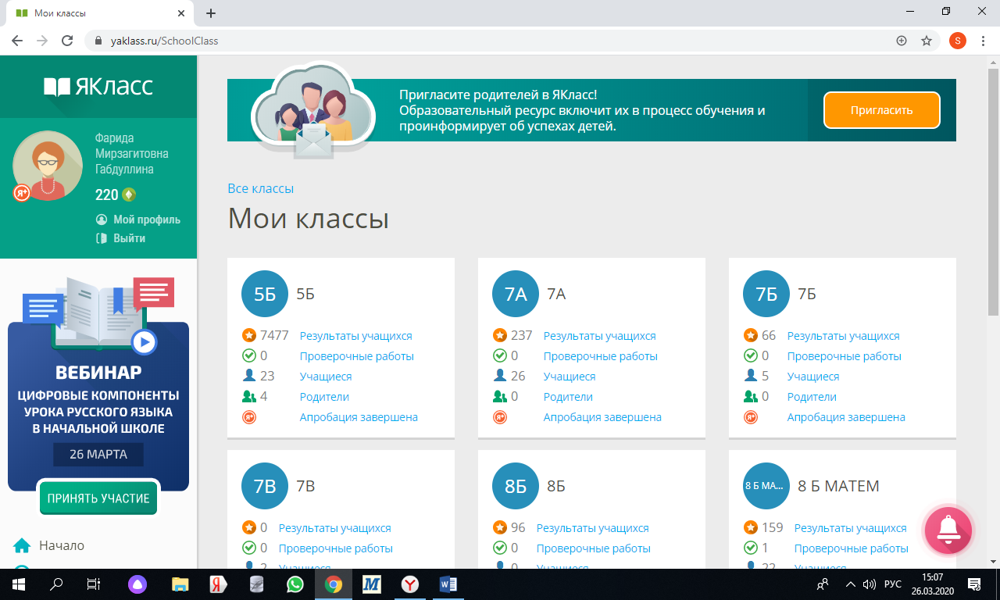 Мои классы
yaklass.ru/SchoolClass
S
ЯКласс
Фарида
Мирзагитовна
Габдуллина
220
Я+
Мой профиль
Выйти
ВЕБИНАР
ЦИФРОВЫЕ КОМПОНЕНТЫ
УРОКА РУССКОГО ЯЗЫКА
В НАЧАЛЬНОЙ ШКОЛЕ
26 МАРТА
ПРИНЯТЬ УЧАСТИЕ
Начало
Пригласите родителей в ЯКласс!
Образовательный ресурс включит их в процесс обучения и
проинформирует об успехах детей.
Пригласить
Все классы
Мои классы
5Б 5Б
7477 Результаты учащихся
0 Проверочные работы
23 Учащиеся
4 Родители
Я+ Апробация завершена
7А 7А
237 Результаты учащихся
0 Проверочные работы
26 Учащиеся
0 Родители
Я+ Апробация завершена
7Б 7Б
66 Результаты учащихся
0 Проверочные работы
5 Учащиеся
0 Родители
Я+ Апробация завершена
7В 7В
0 Результаты учащихся
0 Проверочные работы
2 Учащиеся
8Б 8Б
96 Результаты учащихся
0 Проверочные работы
0 Учащиеся
8 Б МА... 8 Б МАТЕМ
159 Результаты учащихся
1 Проверочные работы
22 Учащиеся
РУС
15:07
26.03.2020